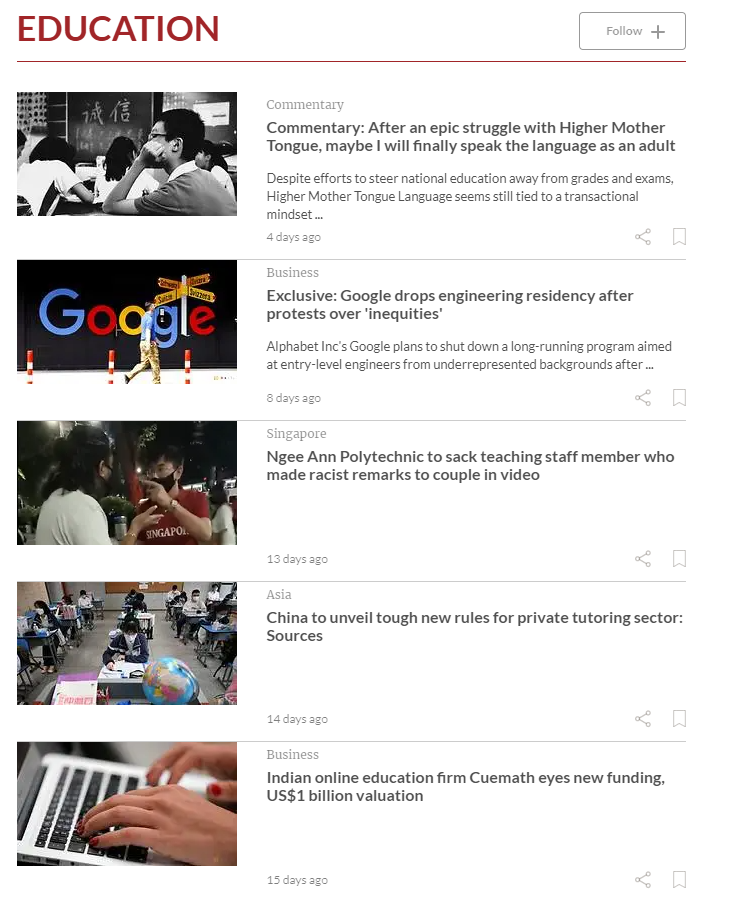 EDUCATION
Follow +
Commentary
诚信
Commentary: After an epic struggle with Higher Mother
Tongue, maybe I will finally speak the language as an adult
Despite efforts to steer national education away from grades and exams,
Higher Mother Tongue Language seems still tied to a transactional
mindset ...
4 days ago
Google
Business
Exclusive: Google drops engineering residency after
protests over 'inequities'
Alphabet Inc's Google plans to shut down a long-running program aimed
at entry-level engineers from underrepresented backgrounds after ...
8 days ago
Singapore
Ngee Ann Polytechnic to sack teaching staff member who
made racist remarks to couple in video
SINGAPO
13 days ago
Asia
China to unveil tough new rules for private tutoring sector:
Sources
14 days ago
Business
Indian online education firm Cuemath eyes new funding,
US$1 billion valuation
15 days ago